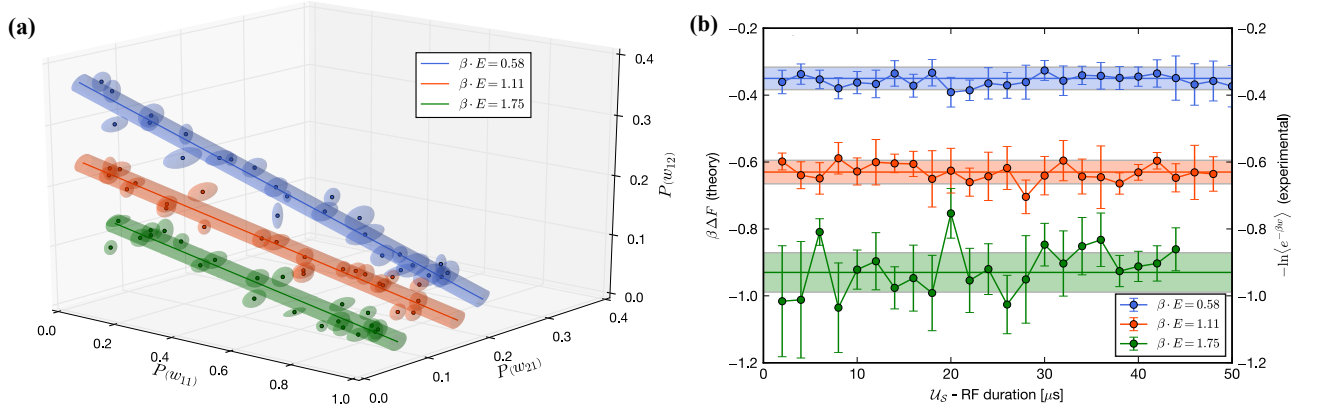 (a)
β · E = 0.58
β · E = 1.11
β · E = 1.75
0.4
0.3
0.2
0.1
0.0
P(w12)
0.0
0.2
0.4
0.6
0.8
1.0
P(w11)
0.0
0.1
0.2
0.3
0.4
P(w21)
(b)
−0.2
−0.4
−0.6
−0.8
−1.0
−1.2
βΔF (theory)
0
10
20
30
40
50
𝒰_S - RF duration [μs]
β · E = 0.58
β · E = 1.11
β · E = 1.75
−0.2
−0.4
−0.6
−0.8
−1.0
−1.2
−ln⟨e^{−βw}⟩ (experimental)